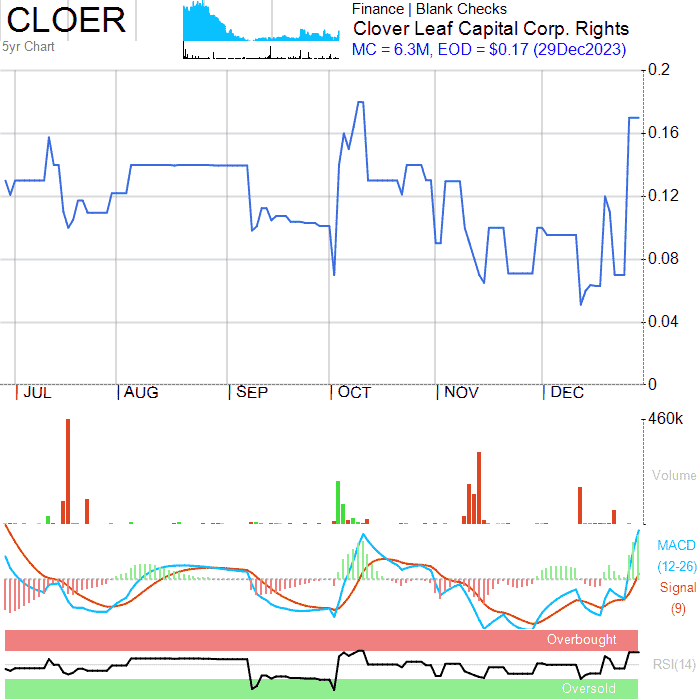 CLOER
5yr Chart
Finance | Blank Checks
Clover Leaf Capital Corp. Rights
MC = 6.3M, EOD = $0.17 (29Dec2023)
0.2
0.16
0.12
0.08
0.04
0
JUL AUG SEP OCT NOV DEC
460k
Volume
MACD
(12-26)
Signal
(9)
Overbought
RSI(14)
Oversold